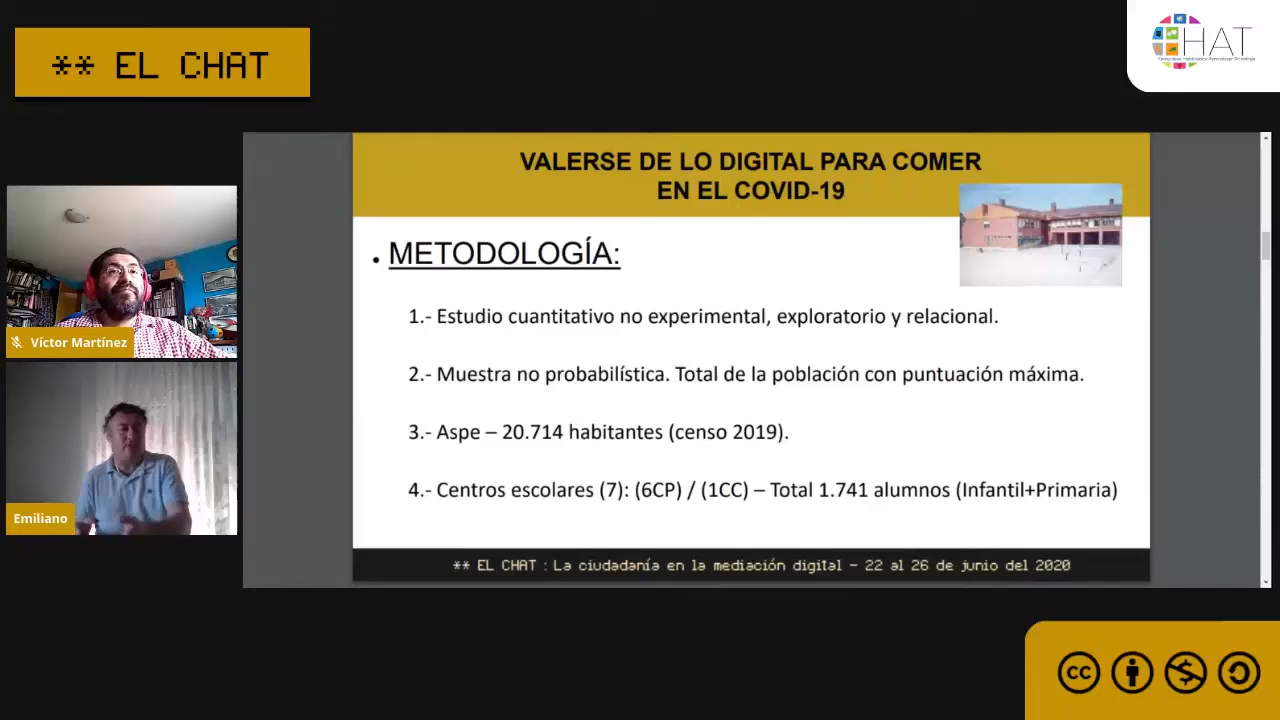 ** EL CHAT
HAT
VALERSE DE LO DIGITAL PARA COMER
EN EL COVID-19
• METODOLOGÍA:
1.- Estudio cuantitativo no experimental, exploratorio y relacional.
2.- Muestra no probabilística. Total de la población con puntuación máxima.
3.- Aspe – 20.714 habitantes (censo 2019).
4.- Centros escolares (7): (6CP) / (1CC) – Total 1.741 alumnos (Infantil+Primaria)
** EL CHAT : La ciudadanía en la mediación digital – 22 al 26 de junio del 2020
Víctor Martínez
Emiliano
cc